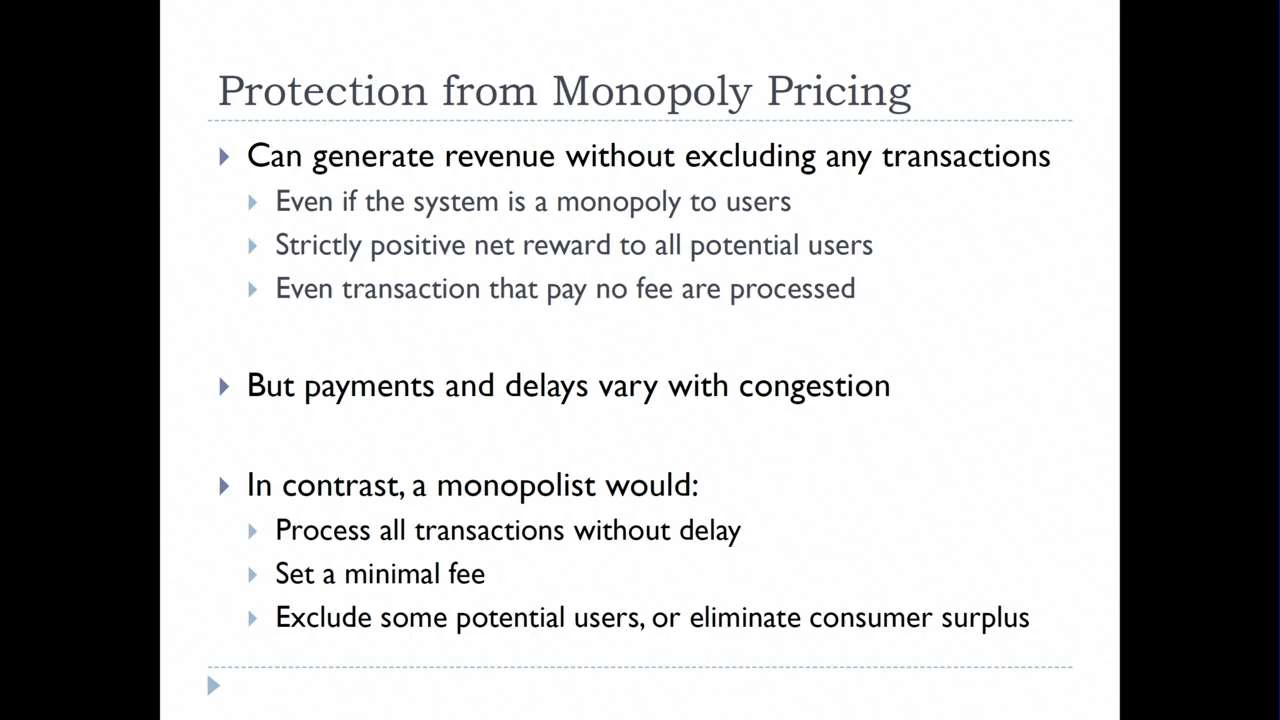 Protection from Monopoly Pricing
Can generate revenue without excluding any transactions
Even if the system is a monopoly to users
Strictly positive net reward to all potential users
Even transaction that pay no fee are processed
But payments and delays vary with congestion
In contrast, a monopolist would:
Process all transactions without delay
Set a minimal fee
Exclude some potential users, or eliminate consumer surplus